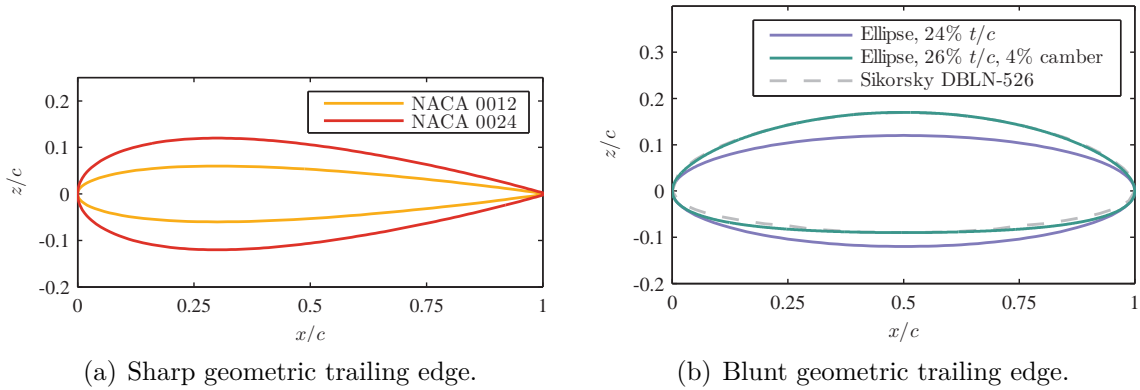 NACA 0012
NACA 0024
0.2
0.1
0
-0.1
-0.2
z/c
0 0.25 0.5 0.75 1
x/c
(a) Sharp geometric trailing edge.
Ellipse, 24% t/c
Ellipse, 26% t/c, 4% camber
Sikorsky DBLN-526
0.3
0.2
0.1
0
-0.1
-0.2
z/c
0 0.25 0.5 0.75 1
x/c
(b) Blunt geometric trailing edge.